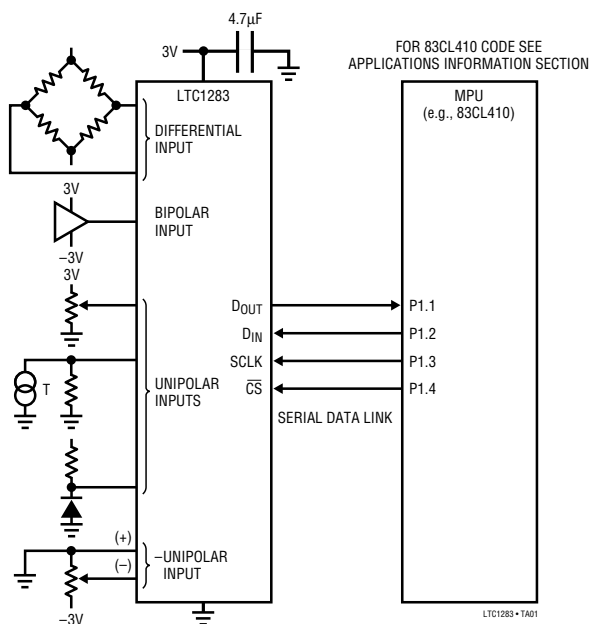 4.7µF
3V
FOR 83CL410 CODE SEE
APPLICATIONS INFORMATION SECTION
LTC1283
MPU
(e.g., 83CL410)
DIFFERENTIAL
INPUT
3V
BIPOLAR
INPUT
–3V
3V
DOUT
P1.1
DIN
P1.2
SCLK
P1.3
CS
P1.4
T
UNIPOLAR
INPUTS
SERIAL DATA LINK
(+)
–UNIPOLAR
INPUT
(–)
–3V
LTC1283 • TA01